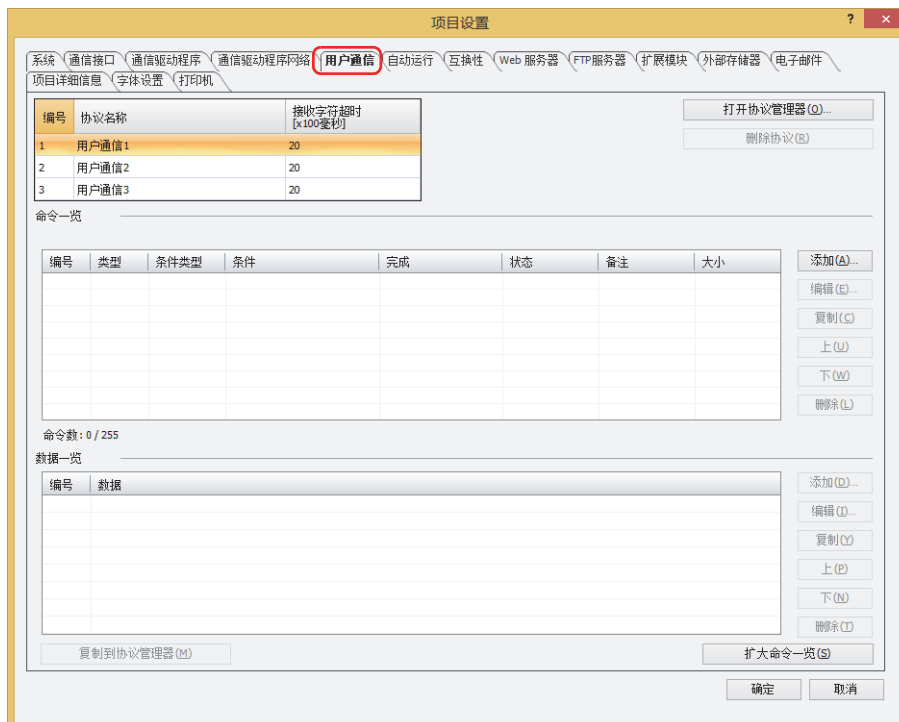 项目设置
? ×
系统 通信接口 通信驱动程序 通信驱动程序网络 用户通信 自动运行 互换性 Web 服务器 FTP服务器 扩展模块 外部存储器 电子邮件
项目详细信息 字体设置 打印机
编号 协议名称 接收字符超时
[x100毫秒]
1 用户通信1 20
2 用户通信2 20
3 用户通信3 20
打开协议管理器(O)...
删除协议(R)
命令一览
编号 类型 条件类型 条件 完成 状态 备注 大小
添加(A)...
编辑(E)...
复制(C)
上(U)
下(W)
删除(L)
命令数: 0 / 255
数据一览
编号 数据
添加(D)...
编辑(I)...
复制(Y)
上(P)
下(N)
删除(T)
复制到协议管理器(M)
扩大命令一览(S)
确定 取消